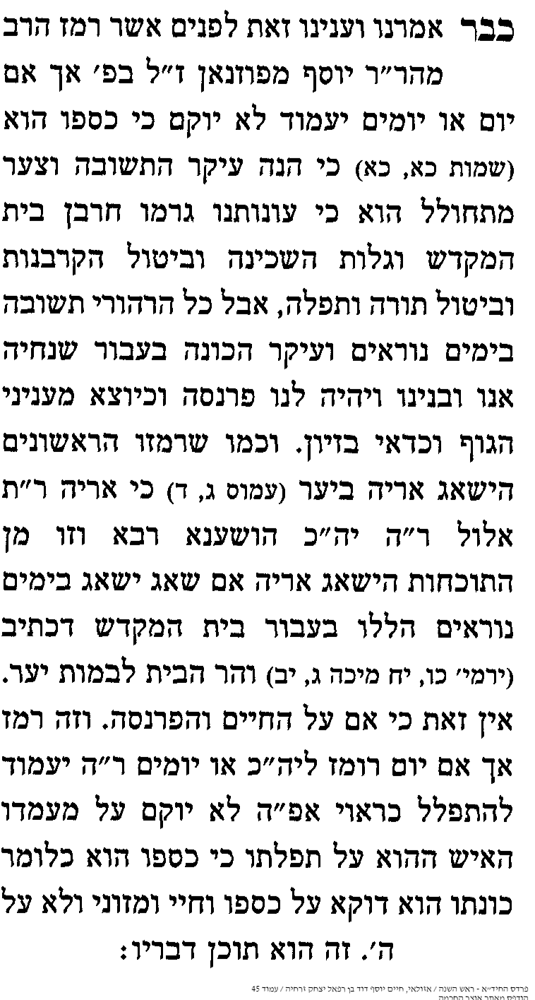 כבר אמרנו וענינו זאת לפנים אשר רמז הרב
מהר״ר יוסף מפוזנאן ז״ל בפ׳ אך אם
יום או יומים יעמוד לא יוקם כי כספו הוא
(שמות כא, כא) כי הנה עיקר התשובה וצער
מתחולל הוא כי עונותנו גרמו חרבן בית
המקדש וגלות השכינה וביטול הקרבנות
וביטול תורה ותפלה, אבל כל הרהורי תשובה
בימים נוראים ועיקר הכונה בעבור שנחיה
אנו ובנינו ויהיה לנו פרנסה וכיוצא מעניני
הגוף וכדאי בזיון. וכמו שרמזו הראשונים
הישאג אריה ביער (עמוס ג, ד) כי אריה ר״ת
אלול ר״ה יה״כ הושענא רבא וזו מן
התוכחות הישאג אריה אם שאג ישאג בימים
נוראים הללו בעבור בית המקדש דכתיב
(ירמי׳ כו, יח מיכה ג, יב) והר הבית לבמות יער.
אין זאת כי אם על החיים והפרנסה. וזה רמז
אך אם יום רומז ליה״כ או יומים ר״ה יעמוד
להתפלל כראוי אפ״ה לא יוקם על מעמדו
האיש ההוא על תפלתו כי כספו הוא כלומר
כונתו הוא דוקא על כספו וחיי ומזוני ולא על
ה׳. זה הוא תוכן דבריו:
פרדס החיד״א - ראש השנה / אזולאי, חיים יוסף דוד בן רפאל יצחק זרחיה / עמוד 45
הודפס מאתר אוצר החכמה